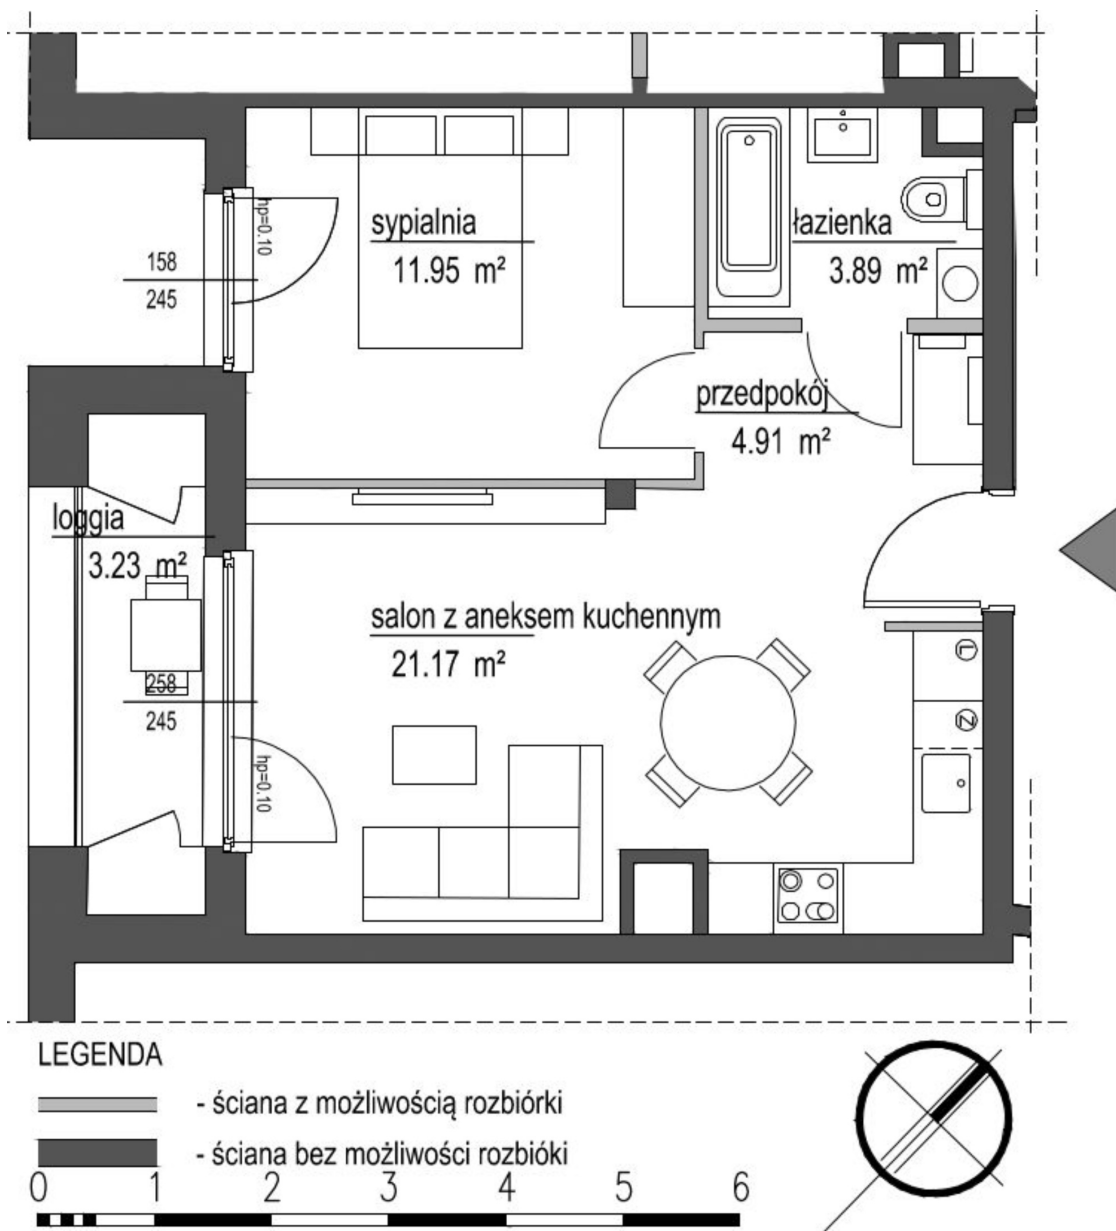 hp=0.10
sypialnia
11.95 m²
łazienka
3.89 m²
158
245
przedpokój
4.91 m²
loggia
3.23 m²
salon z aneksem kuchennym
21.17 m²
L
258
245
Z
hp=0.10
LEGENDA
- ściana z możliwością rozbiórki
- ściana bez możliwości rozbióki
0 1 2 3 4 5 6